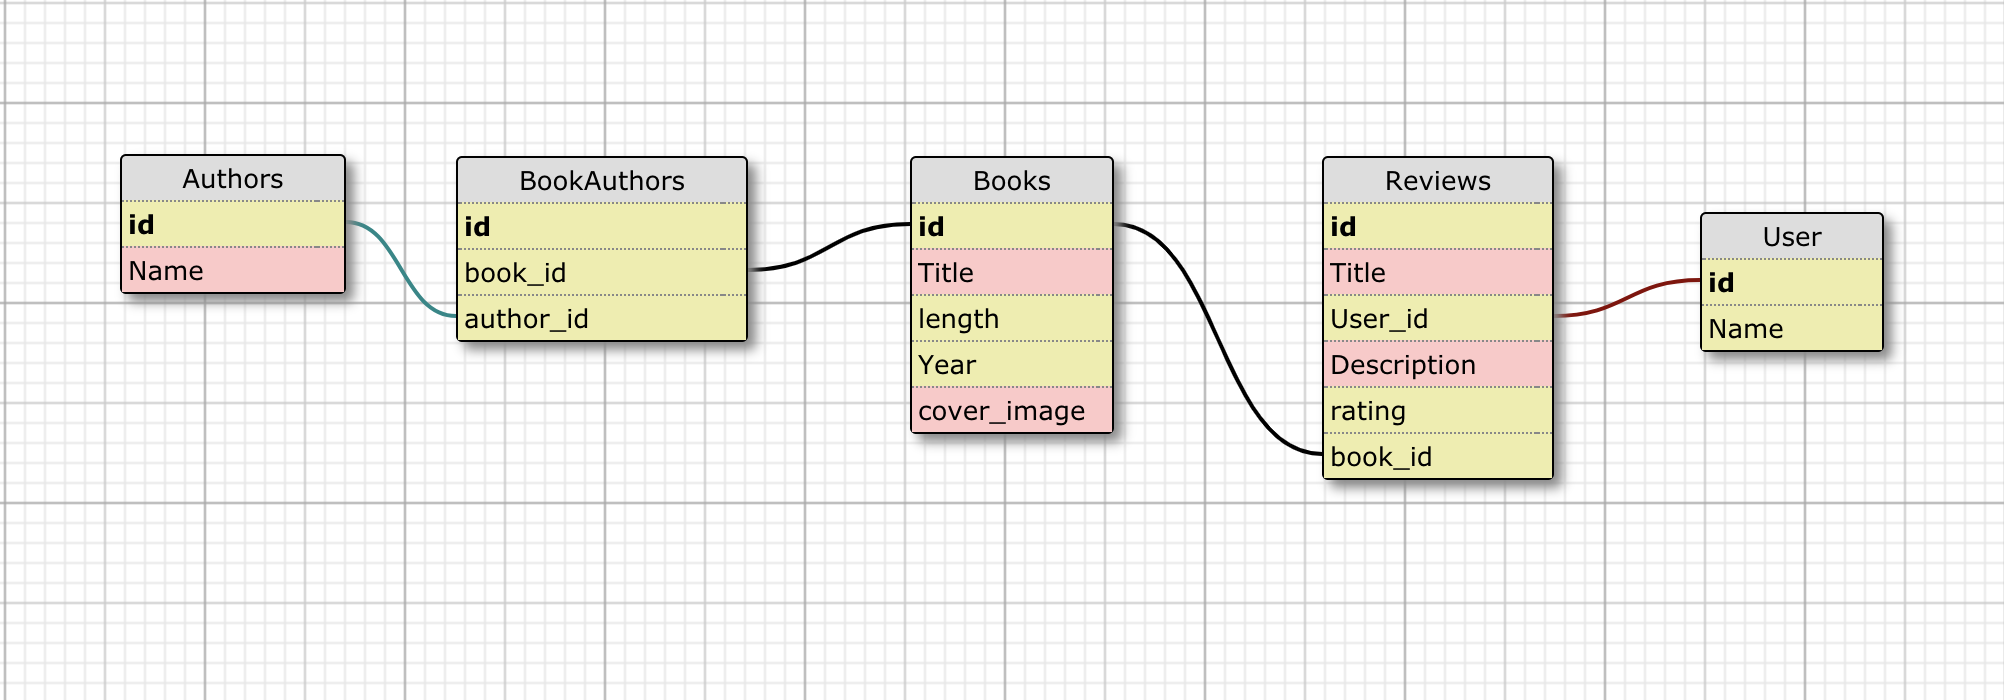 Authors
id
Name
BookAuthors
id
book_id
author_id
Books
id
Title
length
Year
cover_image
Reviews
id
Title
User_id
Description
rating
book_id
User
id
Name